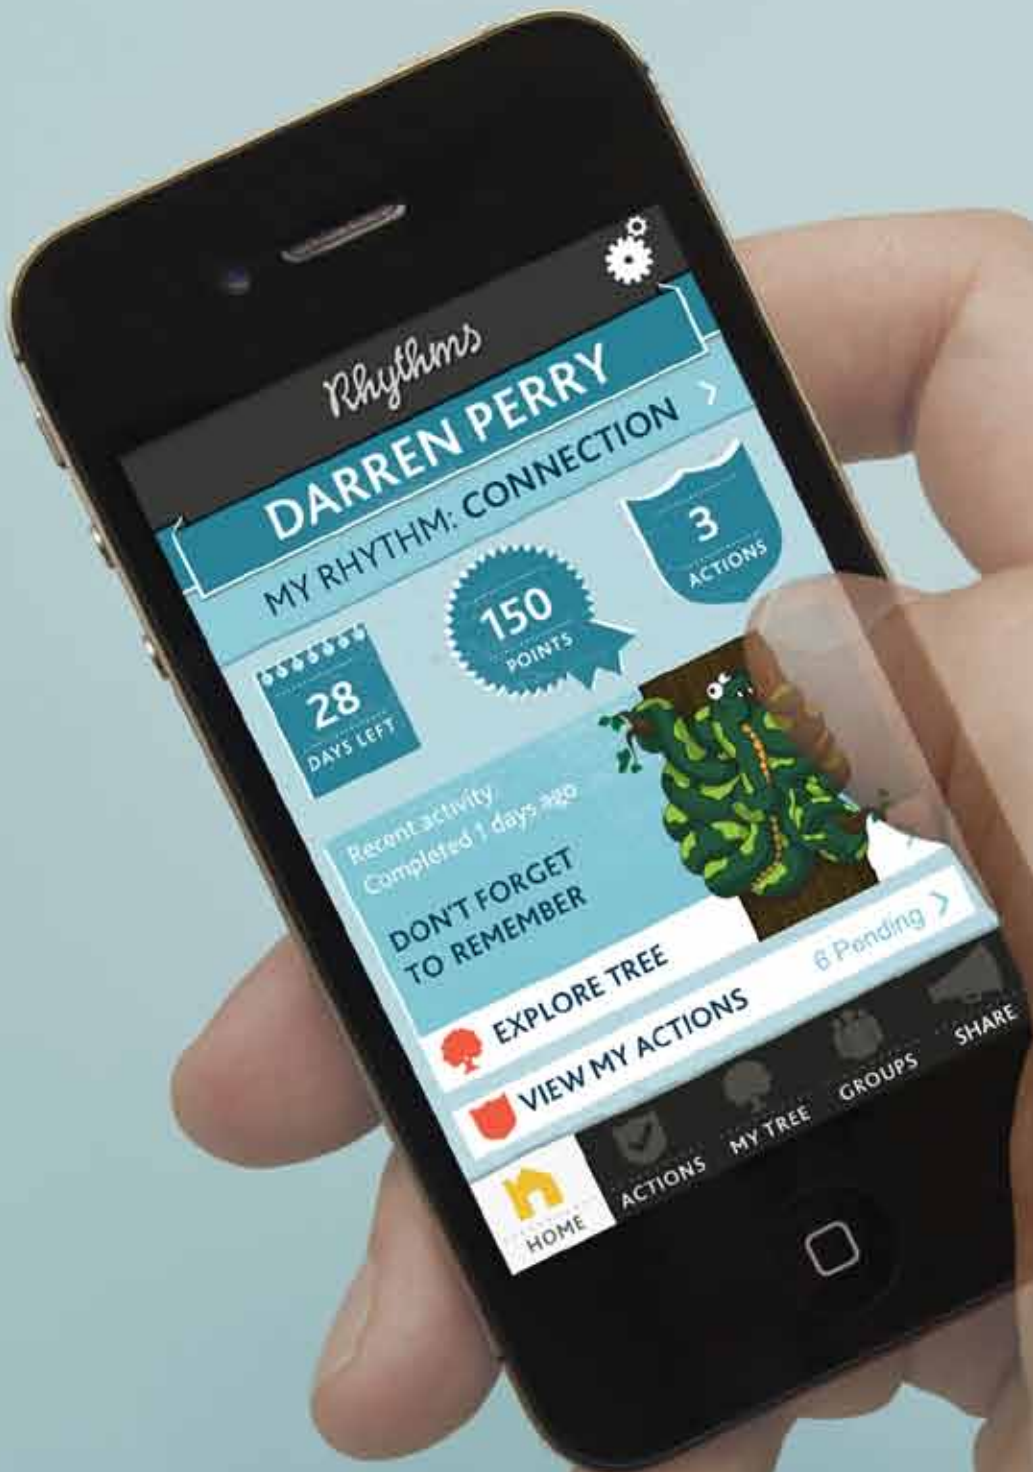 Rhythms
DARREN PERRY
MY RHYTHM: CONNECTION
28
DAYS LEFT
150
POINTS
3
ACTIONS
Recent activity
Completed 1 days ago
DON'T FORGET
TO REMEMBER
EXPLORE TREE
VIEW MY ACTIONS
6 Pending
HOME
ACTIONS
MY TREE
GROUPS
SHARE